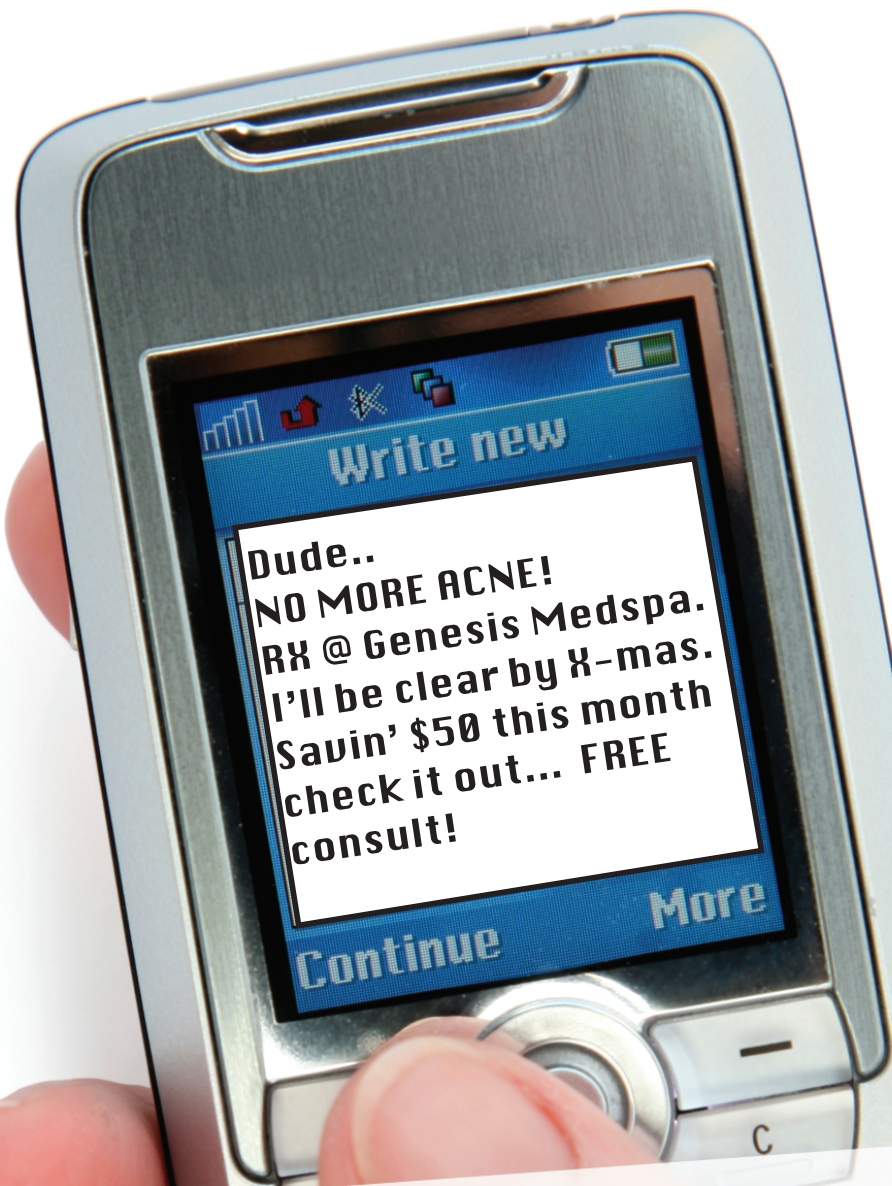 Write new
Dude..
NO MORE ACNE!
RX @ Genesis Medspa.
I'll be clear by X-mas.
Savin' $50 this month
check it out... FREE
consult!
Continue
More
C